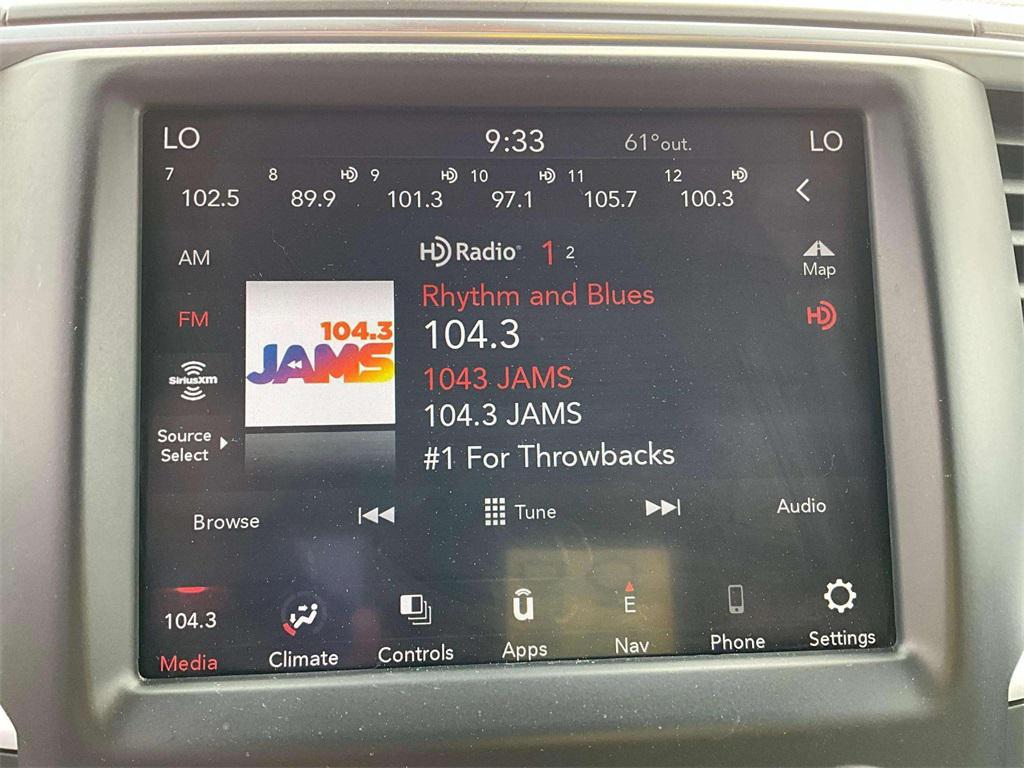 LO 9:33 61°out. LO
7 8 HD 9 HD 10 HD 11 12 HD
102.5 89.9 101.3 97.1 105.7 100.3
HD Radio® 1 2
AM
Map
Rhythm and Blues
FM
HD
104.3
104.3
JAMS
1043 JAMS
SiriusXM
104.3 JAMS
Source
Select
#1 For Throwbacks
Browse
Tune
Audio
104.3
Media
Climate
Controls
ū
Apps
E
Nav
Phone
Settings